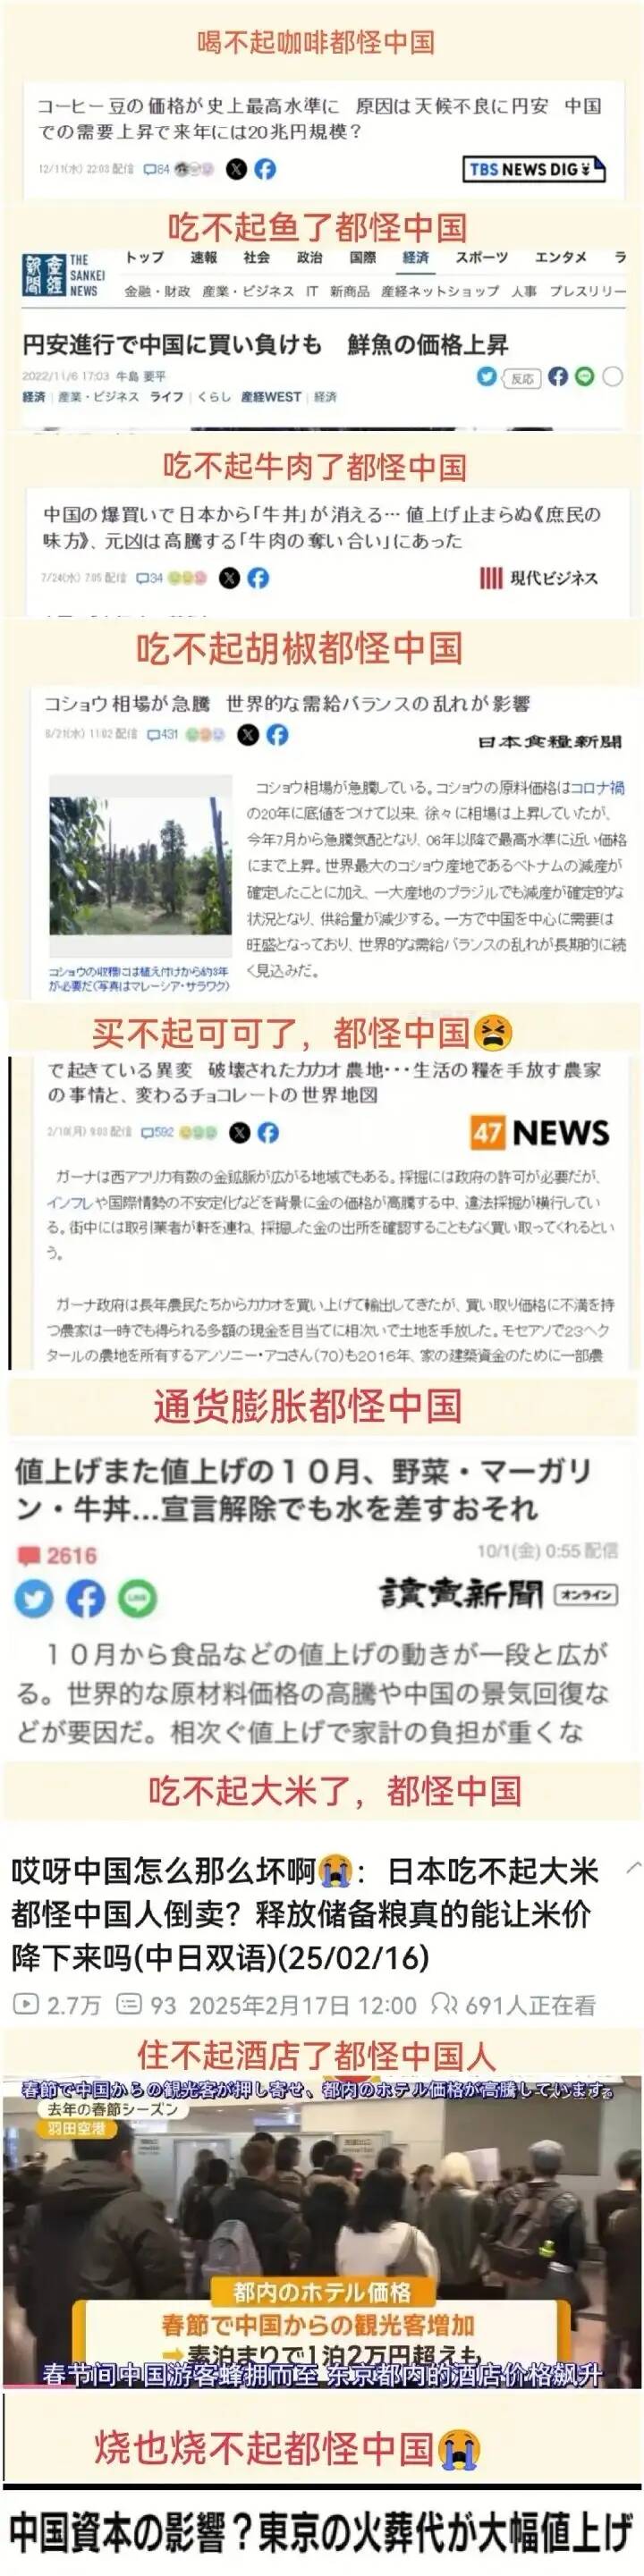 喝不起咖啡都怪中国
コーヒー豆の価格が史上最高水準に 原因は天候不良に円安 中国
での需要上昇で来年には20兆円規模？
12/11(水) 22:03 配信 84
TBS NEWS DIG
吃不起鱼了都怪中国
産経新聞 THE SANKEI NEWS
トップ 速報 社会 政治 国際 経済 スポーツ エンタメ ラ
金融・財政 産業・ビジネス IT 新商品 産経ネットショップ 人事 プレスリリー
円安進行で中国に買い負けも 鮮魚の価格上昇
2022/11/6 17:03 牛島 要平
反応
経済 | 産業・ビジネス ライフ | くらし 産経WEST | 経済
吃不起牛肉了都怪中国
中国の爆買いで日本から「牛丼」が消える… 値上げ止まらぬ《庶民の
味方》、元凶は高騰する「牛肉の奪い合い」にあった
7/24(水) 7:05 配信 34
現代ビジネス
吃不起胡椒都怪中国
コショウ相場が急騰 世界的な需給バランスの乱れが影響
8/21(水) 11:02 配信 431
日本食糧新聞
コショウ相場が急騰している。コショウの原料価格はコロナ禍
の20年に底値をつけて以来、徐々に相場は上昇していたが、
今年7月から急騰気配となり、06年以降で最高水準に近い価格
にまで上昇。世界最大のコショウ産地であるベトナムの減産が
確定したことに加え、一大産地のブラジルでも減産が確定的な
状況となり、供給量が減少する。一方で中国を中心に需要は
旺盛となっており、世界的な需給バランスの乱れが長期的に続
く見込みだ。
コショウの収穫には植え付けから約3年
が必要だ(写真はマレーシア・サラワク)
买不起可可了，都怪中国😫
で起きている異変 破壊されたカカオ農地・・・生活の糧を手放す農家
の事情と、変わるチョコレートの世界地図
2/10(月) 9:03 配信 592
47 NEWS
ガーナは西アフリカ有数の金鉱脈が広がる地域でもある。採掘には政府の許可が必要だが、
インフレや国際情勢の不安定化などを背景に金の価格が高騰する中、違法採掘が横行してい
る。街中には取引業者が軒を連ね、採掘した金の出所を確認することもなく買い取ってくれるとい
う。
ガーナ政府は長年農民たちからカカオを買い上げて輸出してきたが、買い取り価格に不満を持
つ農家は一時でも得られる多額の現金を目当てに相次いで土地を手放した。モセアソで23ヘク
タールの農地を所有するアンソニー・アコさん(70)も2016年、家の建築資金のために一部農
通货膨胀都怪中国
値上げまた値上げの１０月、野菜・マーガリ
ン・牛丼…宣言解除でも水を差すおそれ
2616
10/1(金) 0:55 配信
LINE
讀賣新聞 オンライン
１０月から食品などの値上げの動きが一段と広が
る。世界的な原材料価格の高騰や中国の景気回復な
どが要因だ。相次ぐ値上げで家計の負担が重くな
吃不起大米了，都怪中国
哎呀中国怎么那么坏啊😭：日本吃不起大米
都怪中国人倒卖？释放储备粮真的能让米价
降下来吗(中日双语)(25/02/16)
2.7万 93 2025年2月17日 12:00 691人正在看
住不起酒店了都怪中国人
春節で中国からの観光客が押し寄せ、都内のホテル価格が高騰しています。
去年の春節シーズン
羽田空港
都内のホテル価格
春節で中国からの観光客増加
➡素泊まりで1泊2万円超えも
春节间中国游客蜂拥而至 东京都内的酒店价格飙升
烧也烧不起都怪中国😭
中国資本の影響？東京の火葬代が大幅値上げ